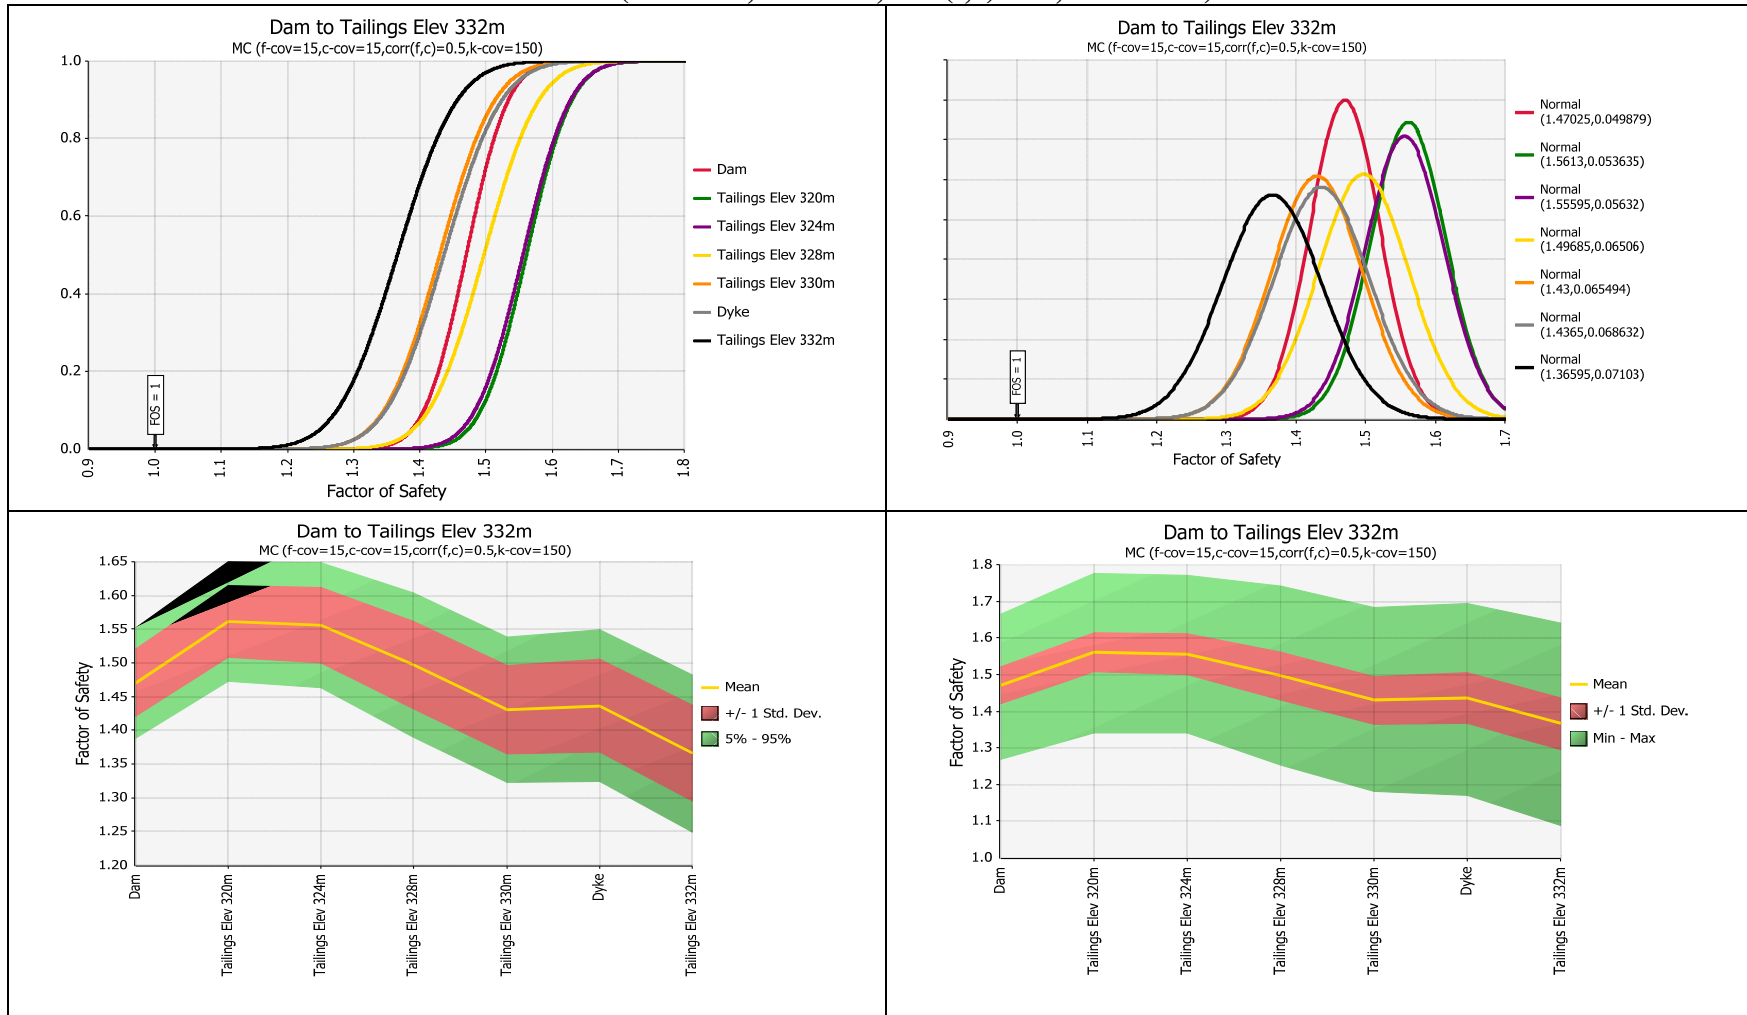 Dam to Tailings Elev 332m
MC (f-cov=15,c-cov=15,corr(f,c)=0.5,k-cov=150)
1.0
0.8
0.6
0.4
0.2
0.0
FOS = 1
0.9
1.0
1.1
1.2
1.3
1.4
1.5
1.6
1.7
1.8
Factor of Safety
Dam
Tailings Elev 320m
Tailings Elev 324m
Tailings Elev 328m
Tailings Elev 330m
Dyke
Tailings Elev 332m
Dam to Tailings Elev 332m
MC (f-cov=15,c-cov=15,corr(f,c)=0.5,k-cov=150)
FOS = 1
0.9
1.0
1.1
1.2
1.3
1.4
1.5
1.6
1.7
Factor of Safety
Normal
(1.47025,0.049879)
Normal
(1.5613,0.053635)
Normal
(1.55595,0.05632)
Normal
(1.49685,0.06506)
Normal
(1.43,0.065494)
Normal
(1.4365,0.068632)
Normal
(1.36595,0.07103)
Dam to Tailings Elev 332m
MC (f-cov=15,c-cov=15,corr(f,c)=0.5,k-cov=150)
Factor of Safety
1.65
1.60
1.55
1.50
1.45
1.40
1.35
1.30
1.25
1.20
Dam
Tailings Elev 320m
Tailings Elev 324m
Tailings Elev 328m
Tailings Elev 330m
Dyke
Tailings Elev 332m
Mean
+/- 1 Std. Dev.
5% - 95%
Dam to Tailings Elev 332m
MC (f-cov=15,c-cov=15,corr(f,c)=0.5,k-cov=150)
Factor of Safety
1.8
1.7
1.6
1.5
1.4
1.3
1.2
1.1
1.0
Dam
Tailings Elev 320m
Tailings Elev 324m
Tailings Elev 328m
Tailings Elev 330m
Dyke
Tailings Elev 332m
Mean
+/- 1 Std. Dev.
Min - Max